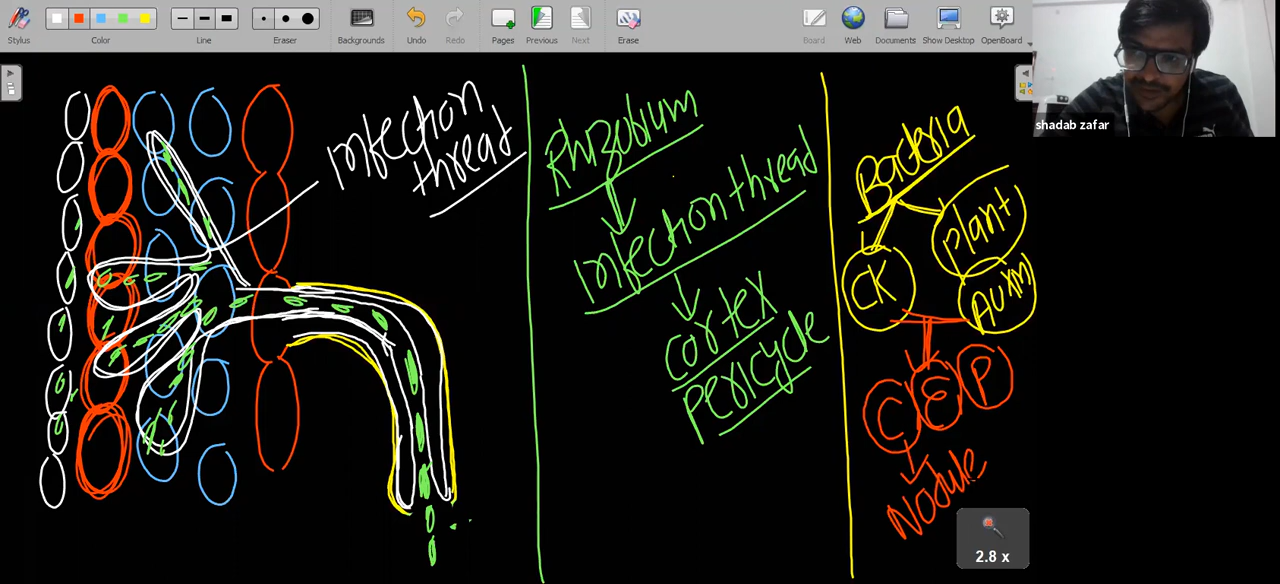 Stylus
Color
Line
Eraser
Backgrounds
Undo
Redo
Pages
Previous
Next
Erase
Board
Web
Documents
Show Desktop
OpenBoard
shadab zafar
Infection
thread
Rhizobium
Infection thread
Cortex
Pericycle
Bacteria
Plant
CK
Auxin
C E P
Nodule
2.8 x